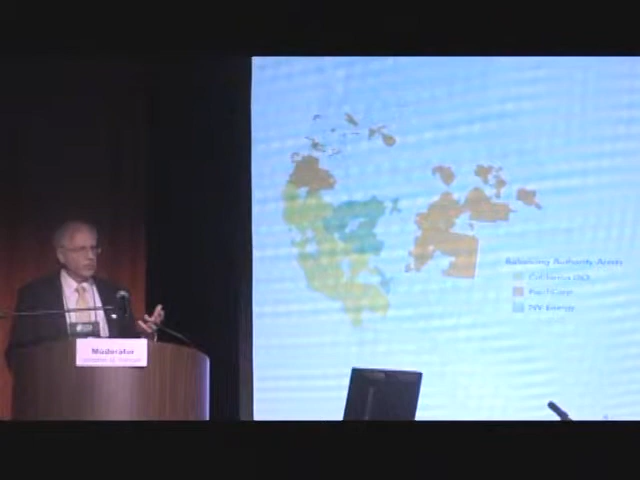 Moderator
Balancing Authority Areas
California ISO
PacifiCorp
NV Energy